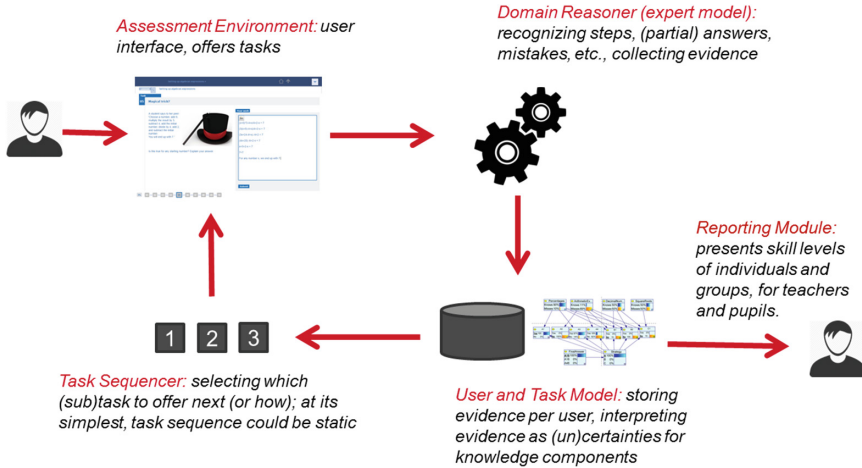 Assessment Environment: user
interface, offers tasks
Domain Reasoner (expert model):
recognizing steps, (partial) answers,
mistakes, etc., collecting evidence
Reporting Module:
presents skill levels
of individuals and
groups, for teachers
and pupils.
1 2 3
Task Sequencer: selecting which
(sub)task to offer next (or how); at its
simplest, task sequence could be static
User and Task Model: storing
evidence per user, interpreting
evidence as (un)certainties for
knowledge components